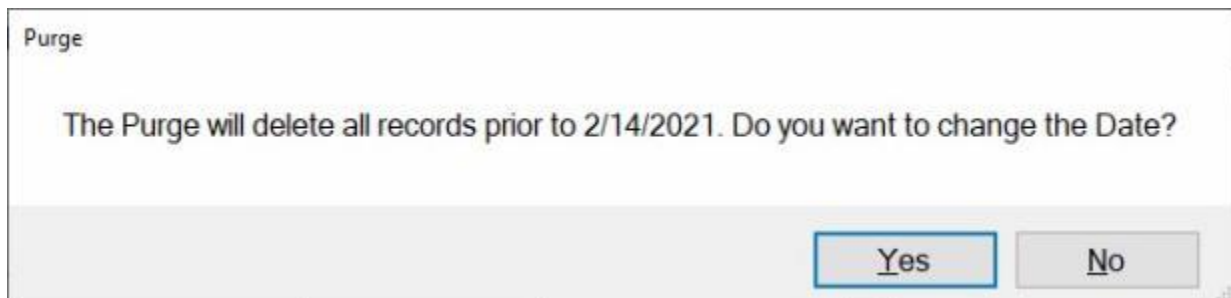 Purge
The Purge will delete all records prior to 2/14/2021. Do you want to change the Date?
Yes No